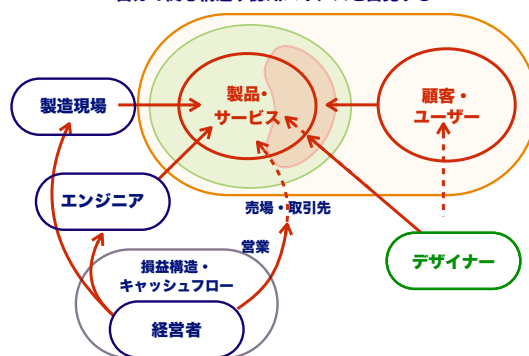 製品・
サービス
顧客・
ユーザー
製造現場
エンジニア
売場・取引先
営業
デザイナー
損益構造・
キャッシュフロー
経営者